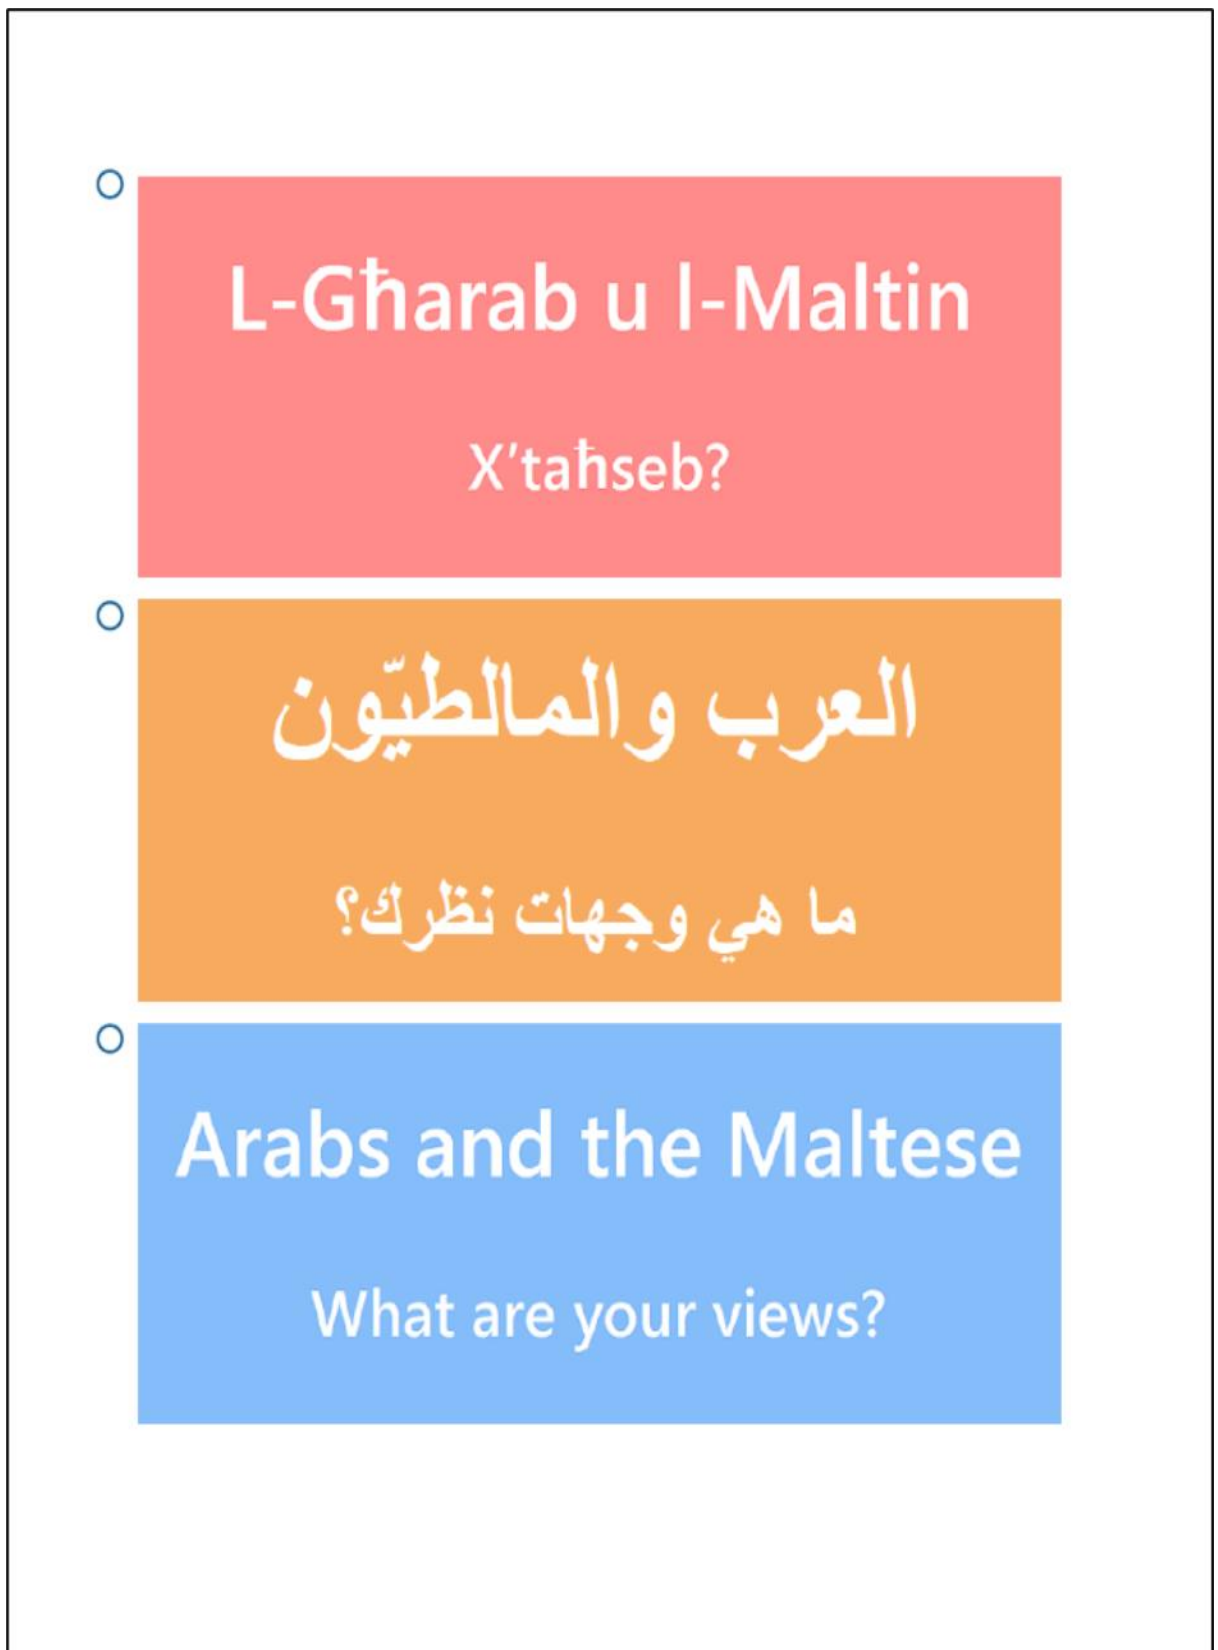 L-Għarab u l-Maltin
X'taħseb?
العرب والمالطيّون
ما هي وجهات نظرك؟
Arabs and the Maltese
What are your views?